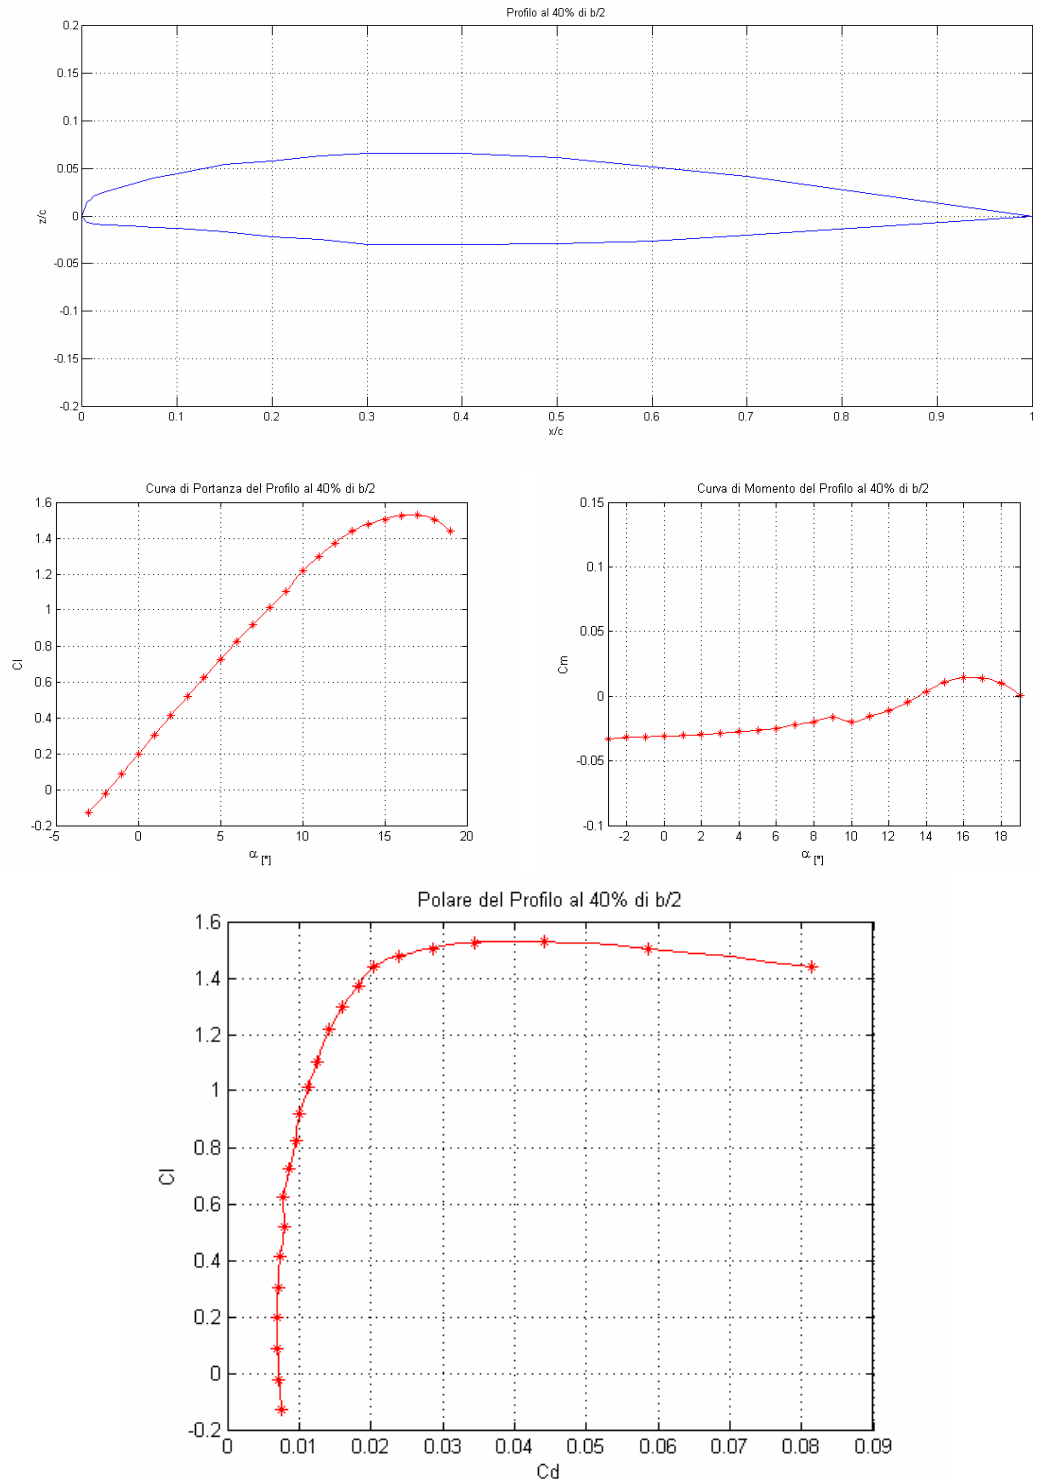 Profilo al 40% di b/2
0.2
0.15
0.1
0.05
0
-0.05
-0.1
-0.15
-0.2
z/c
0 0.1 0.2 0.3 0.4 0.5 0.6 0.7 0.8 0.9 1
x/c
Curva di Portanza del Profilo al 40% di b/2
1.6
1.4
1.2
1
0.8
0.6
0.4
0.2
0
-0.2
Cl
-5 0 5 10 15 20
α [°]
Curva di Momento del Profilo al 40% di b/2
0.15
0.1
0.05
0
-0.05
-0.1
Cm
-2 0 2 4 6 8 10 12 14 16 18
α [°]
Polare del Profilo al 40% di b/2
1.6
1.4
1.2
1
0.8
0.6
0.4
0.2
0
-0.2
Cl
0 0.01 0.02 0.03 0.04 0.05 0.06 0.07 0.08 0.09
Cd